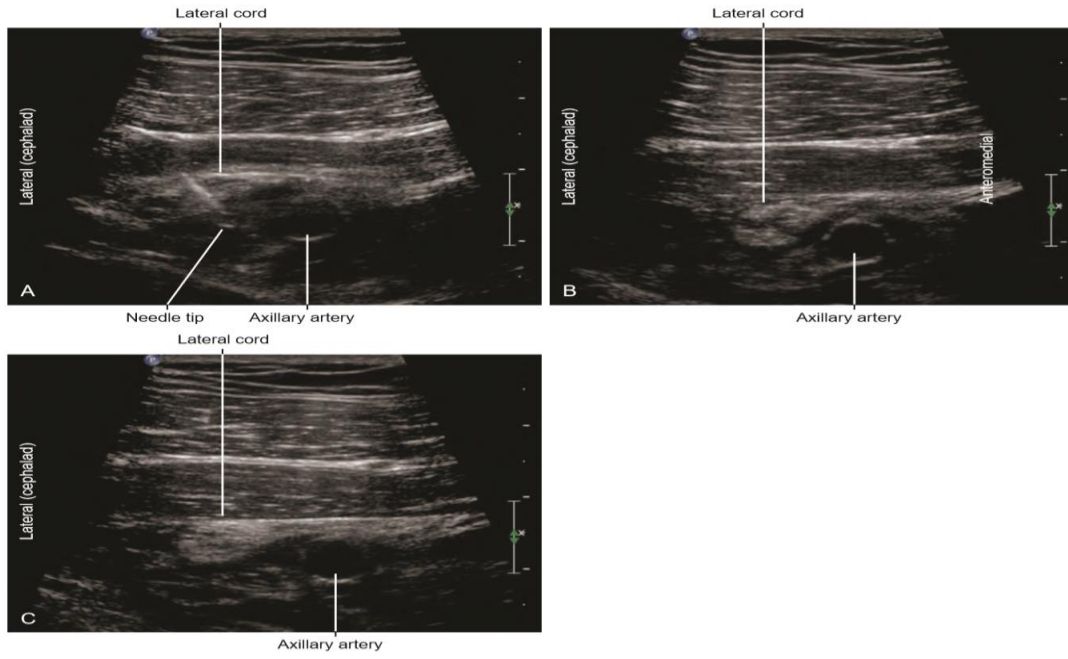 Lateral cord
Lateral (cephalad)
A
Needle tip
Axillary artery
Lateral cord
Lateral (cephalad)
Anteromedial
B
Axillary artery
Lateral cord
Lateral (cephalad)
C
Axillary artery